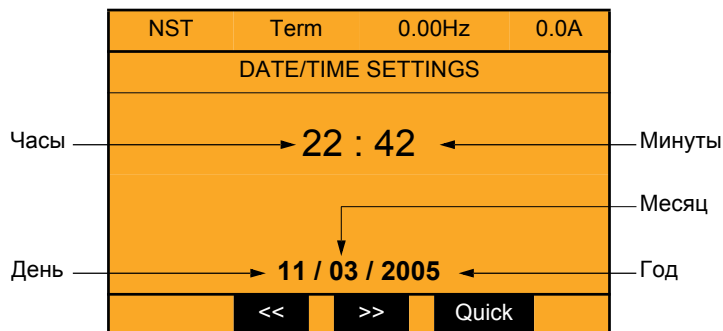 NST Term 0.00Hz 0.0A
DATE/TIME SETTINGS
Часы 22 : 42 Минуты
Месяц
День 11 / 03 / 2005 Год
<< >> Quick